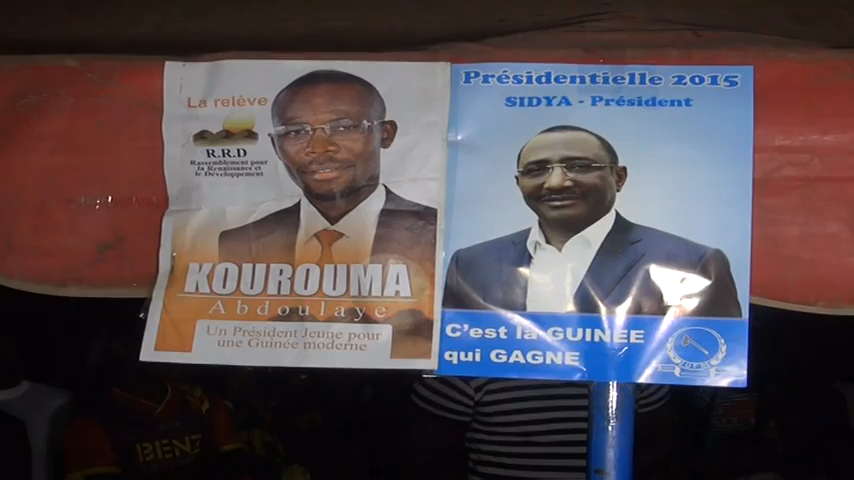 La relève
R.R.D
Rassemblement pour
la Renaissance et
le Développement
KOUROUMA
Abdoulaye
Un Président Jeune pour
une Guinée moderne
Présidentielle 2015
SIDYA - Président
C'est la GUINEE
qui GAGNE
BENZ